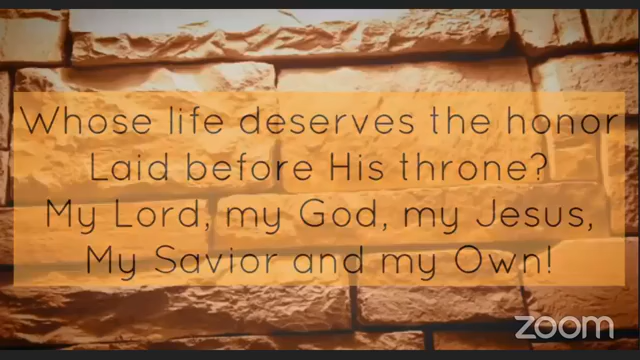 Whose life deserves the honor
Laid before His throne?
My Lord, my God, my Jesus,
My Savior and my Own!
zoom